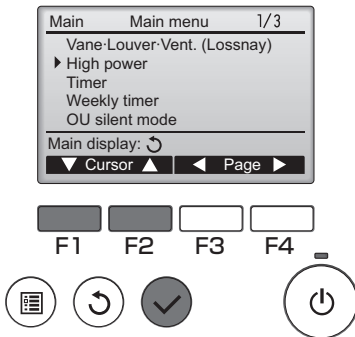 Main Main menu 1/3
Vane·Louver·Vent. (Lossnay)
High power
Timer
Weekly timer
OU silent mode
Main display:
Cursor Page
F1 F2 F3 F4